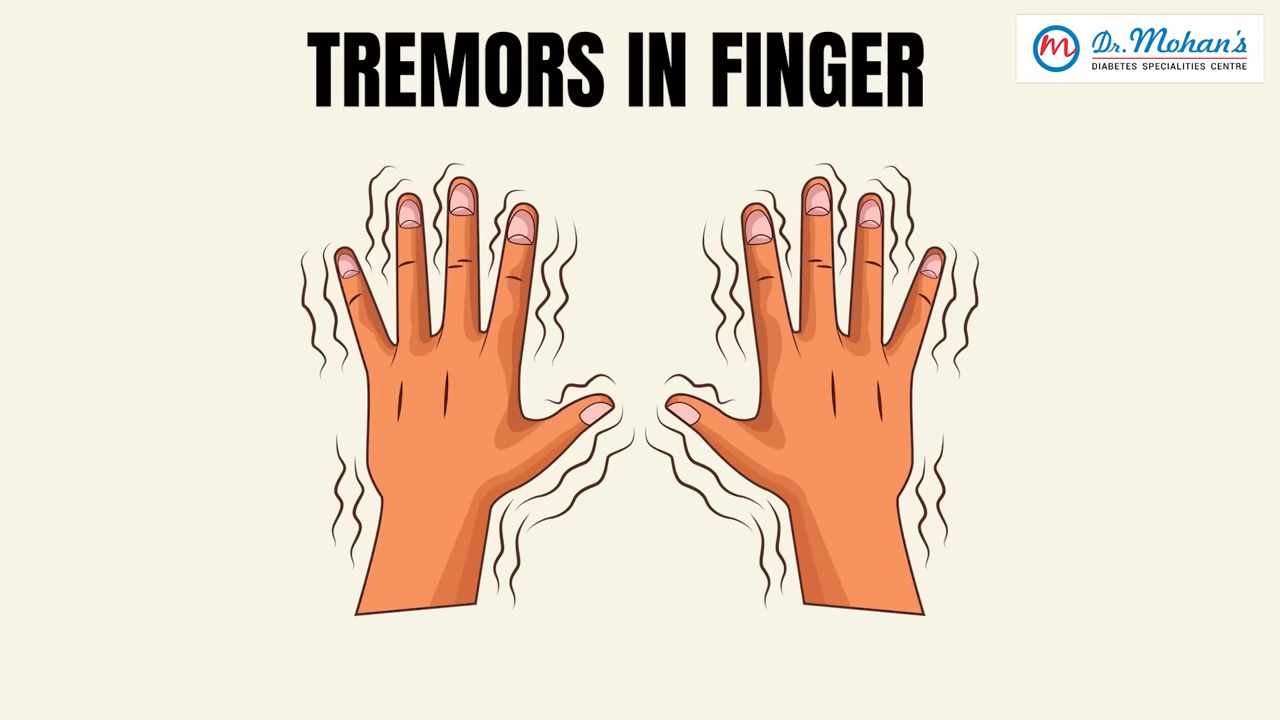 TREMORS IN FINGER
m Dr. Mohan's
DIABETES SPECIALITIES CENTRE